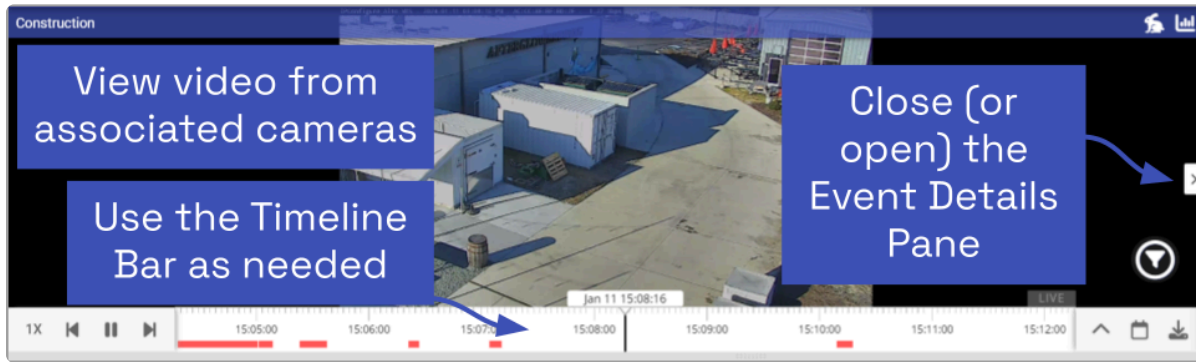 Construction
View video from
associated cameras
Close (or
open) the
Event Details
Pane
Use the Timeline
Bar as needed
Jan 11 15:08:16
LIVE
1X
15:05:00
15:06:00
15:07:
15:08:00
15:09:00
15:10:00
15:11:00
15:12:00